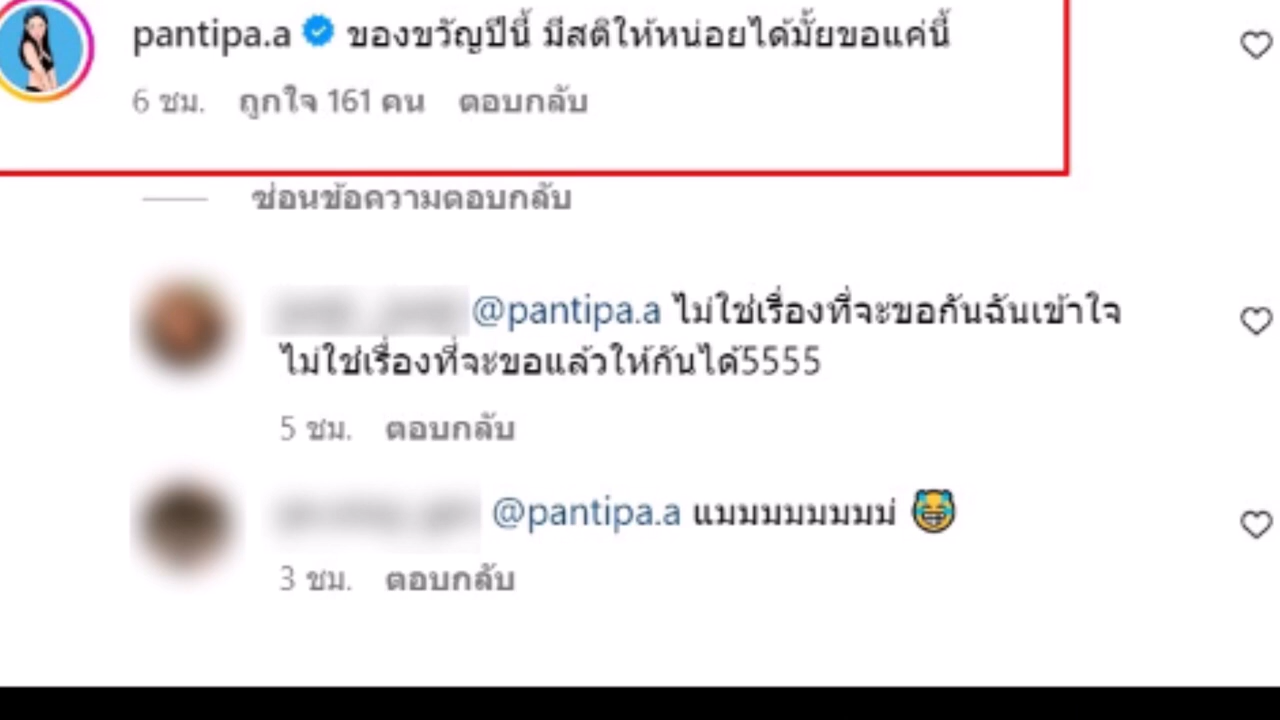 pantipa.a ของขวัญปีนี้ มีสติให้หน่อยได้มั้ยขอแค่นี้
6 ชม. ถูกใจ 161 คน ตอบกลับ
ซ่อนข้อความตอบกลับ
@pantipa.a ไม่ใช่เรื่องที่จะขอกันฉันเข้าใจ
ไม่ใช่เรื่องที่จะขอแล้วให้กันได้5555
5 ชม. ตอบกลับ
@pantipa.a แมมมมมมมมม่ 😹
3 ชม. ตอบกลับ